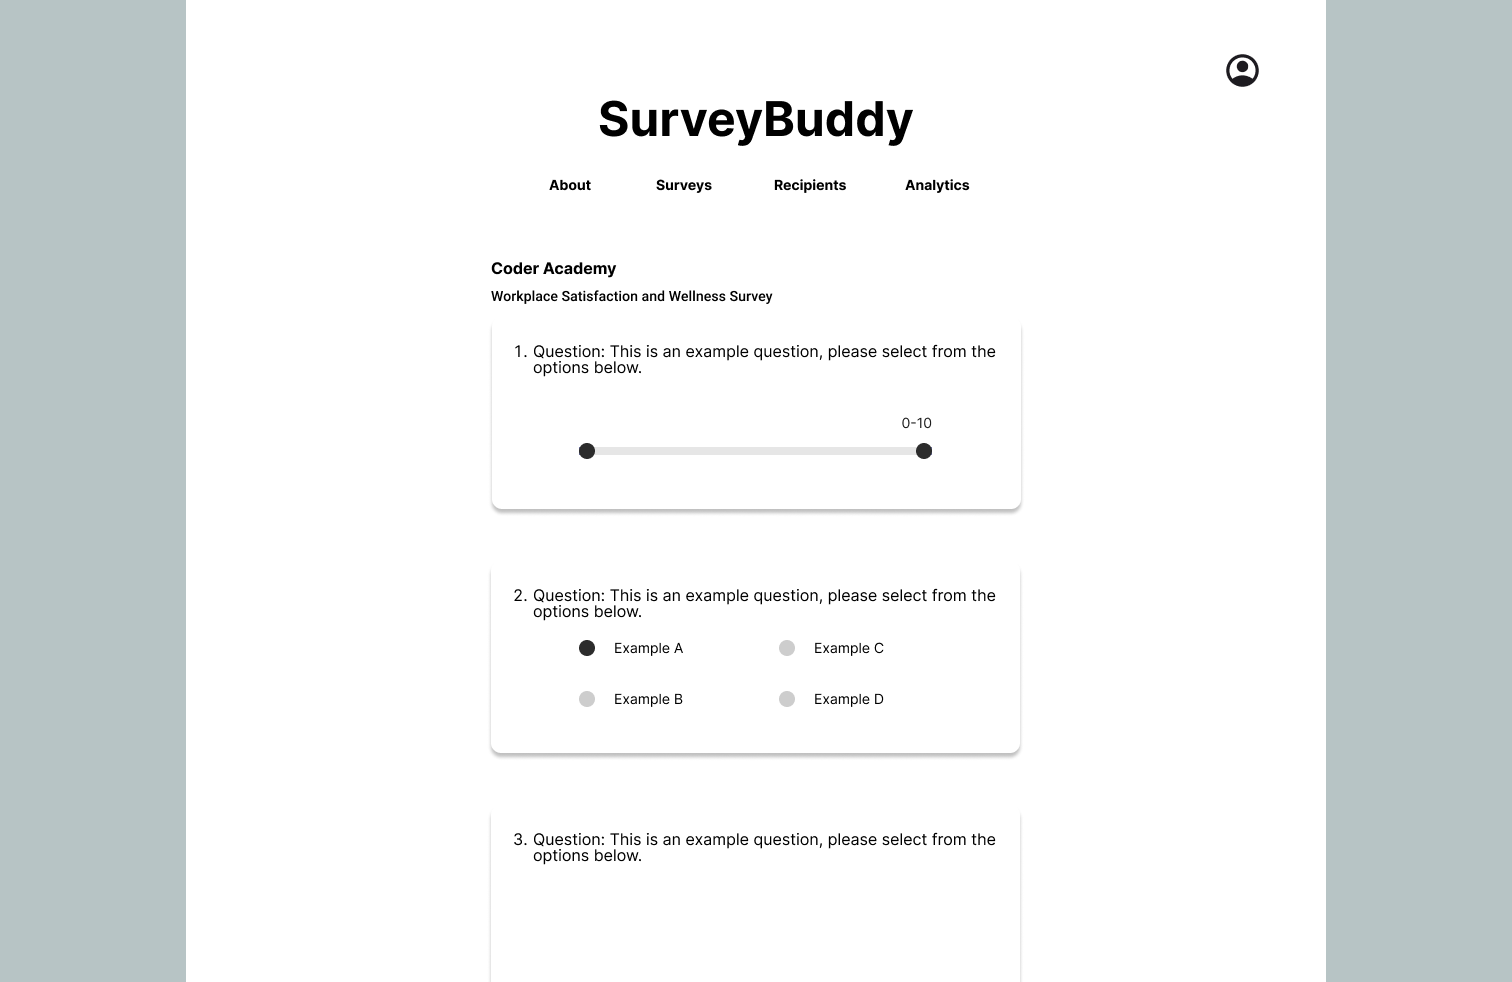 SurveyBuddy
About Surveys Recipients Analytics
Coder Academy
Workplace Satisfaction and Wellness Survey
1. Question: This is an example question, please select from the
options below.
0-10
2. Question: This is an example question, please select from the
options below.
Example A Example C
Example B Example D
3. Question: This is an example question, please select from the
options below.